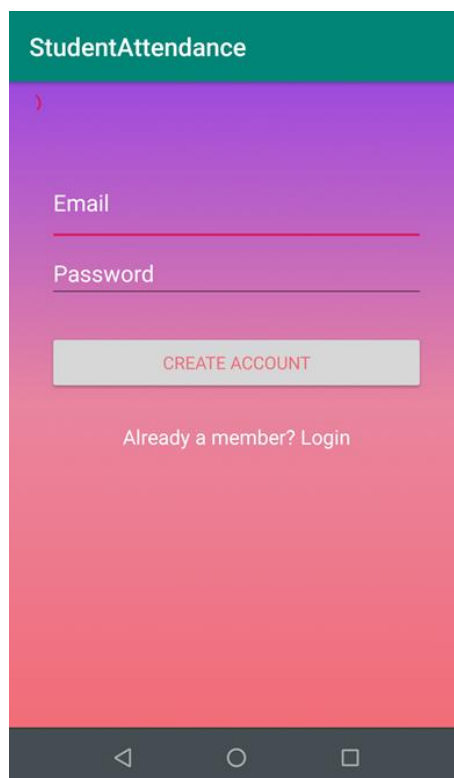 StudentAttendance
Email
Password
CREATE ACCOUNT
Already a member? Login